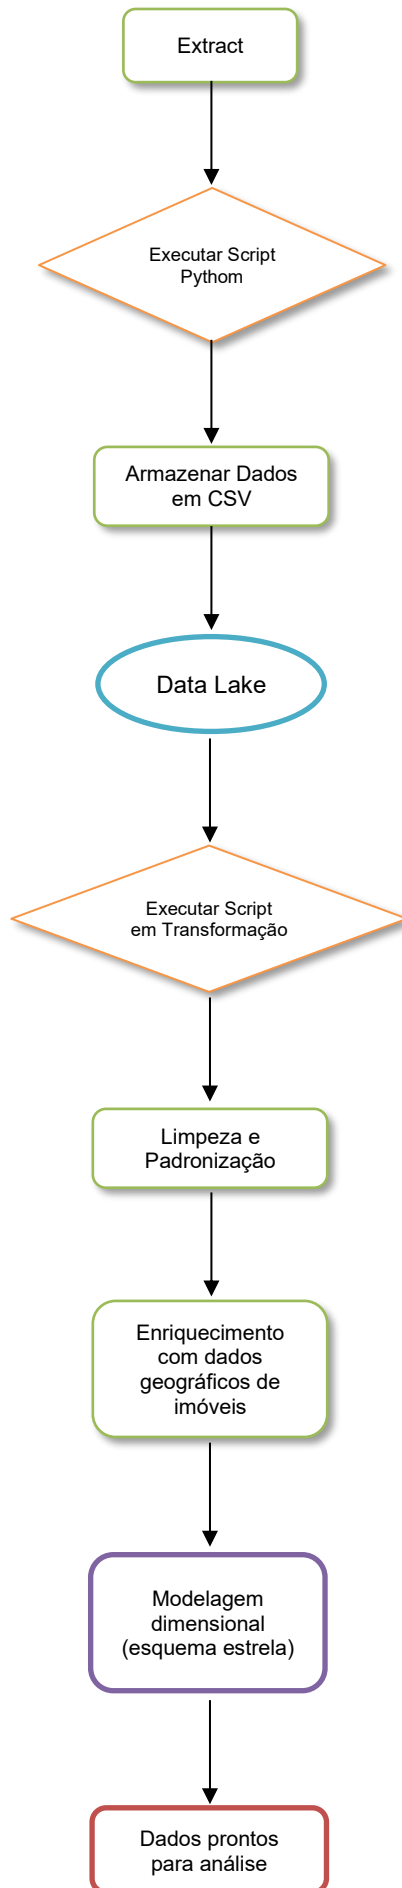 Extract
Executar Script
Pythom
Armazenar Dados
em CSV
Data Lake
Executar Script
em Transformação
Limpeza e
Padronização
Enriquecimento
com dados
geográficos de
imóveis
Modelagem
dimensional
(esquema estrela)
Dados prontos
para análise